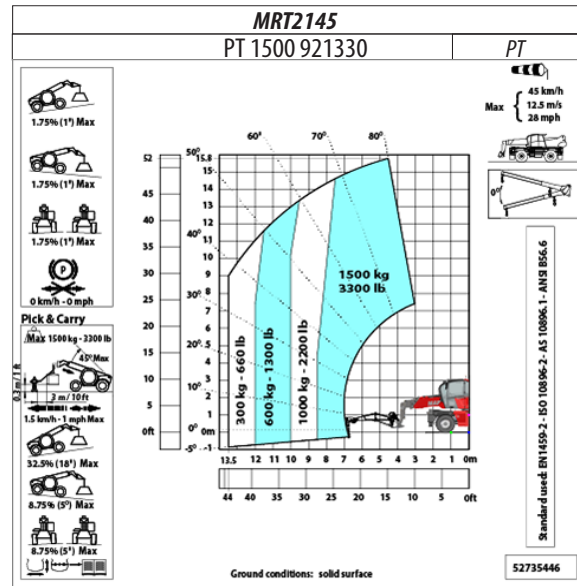 MRT2145
PT 1500 921330
PT
1.75% (1°) Max
1.75% (1°) Max
1.75% (1°) Max
P
0 km/h - 0 mph
Pick & Carry
Max 1500 kg - 3300 lb
45° Max
0.3 m / 1 ft
3 m / 10 ft
1.5 km/h - 1 mph Max
32.5% (18°) Max
8.75% (5°) Max
8.75% (5°) Max
Max { 45 km/h
12.5 m/s
28 mph
0°
50° 60° 70° 80°
40°
30°
20°
10°
0°
-5°
52 45 40 35 30 25 20 15 10 5 0ft
15.8 14 13 12 11 10 9 8 7 6 5 4 3 2 1 0m -1
300 kg - 660 lb
600 kg - 1300 lb
1000 kg - 2200 lb
1500 kg
3300 lb
13.5 12 11 10 9 8 7 6 5 4 3 2 1 0m
44 40 35 30 25 20 15 10 5 0ft
Standard used: EN1459-2 - ISO 10896-2 - AS 10896.1 - ANSI B56.6
Ground conditions: solid surface
52735446